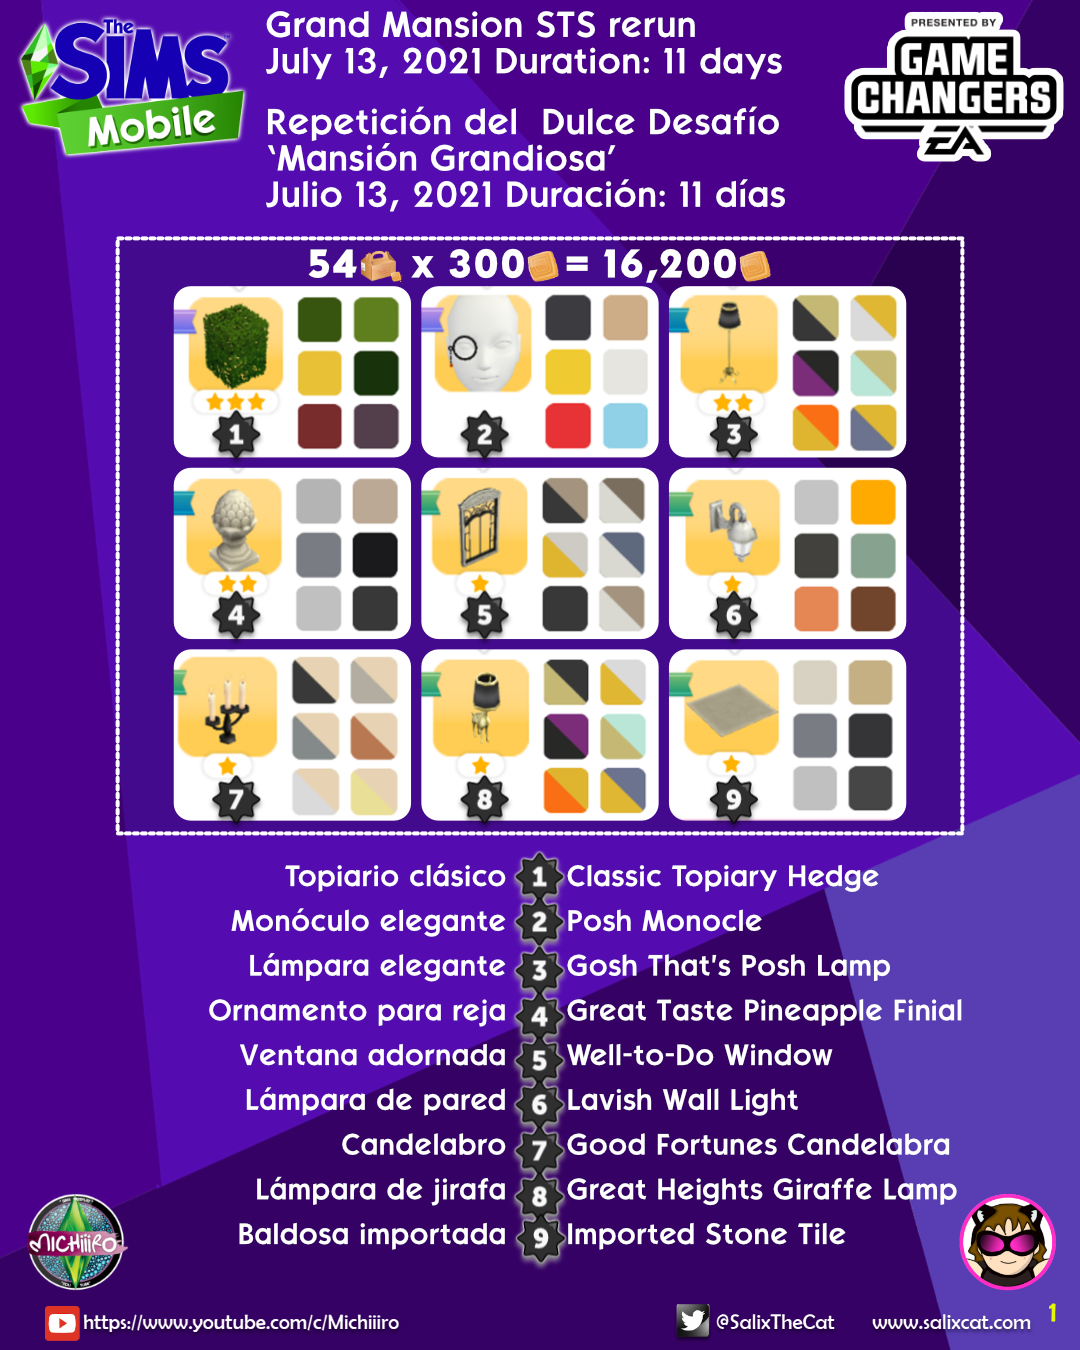 The Sims
Mobile
Grand Mansion STS rerun
July 13, 2021 Duration: 11 days
Repetición del Dulce Desafío
‘Mansión Grandiosa’
Julio 13, 2021 Duración: 11 días
PRESENTED BY
GAME
CHANGERS
EA
54 x 300 = 16,200
1
2
3
4
5
6
7
8
9
Topiario clásico 1 Classic Topiary Hedge
Monóculo elegante 2 Posh Monocle
Lámpara elegante 3 Gosh That's Posh Lamp
Ornamento para reja 4 Great Taste Pineapple Finial
Ventana adornada 5 Well-to-Do Window
Lámpara de pared 6 Lavish Wall Light
Candelabro 7 Good Fortunes Candelabra
Lámpara de jirafa 8 Great Heights Giraffe Lamp
Baldosa importada 9 Imported Stone Tile
MICHIIIRO
https://www.youtube.com/c/Michiiiro
@SalixTheCat
www.salixcat.com
1